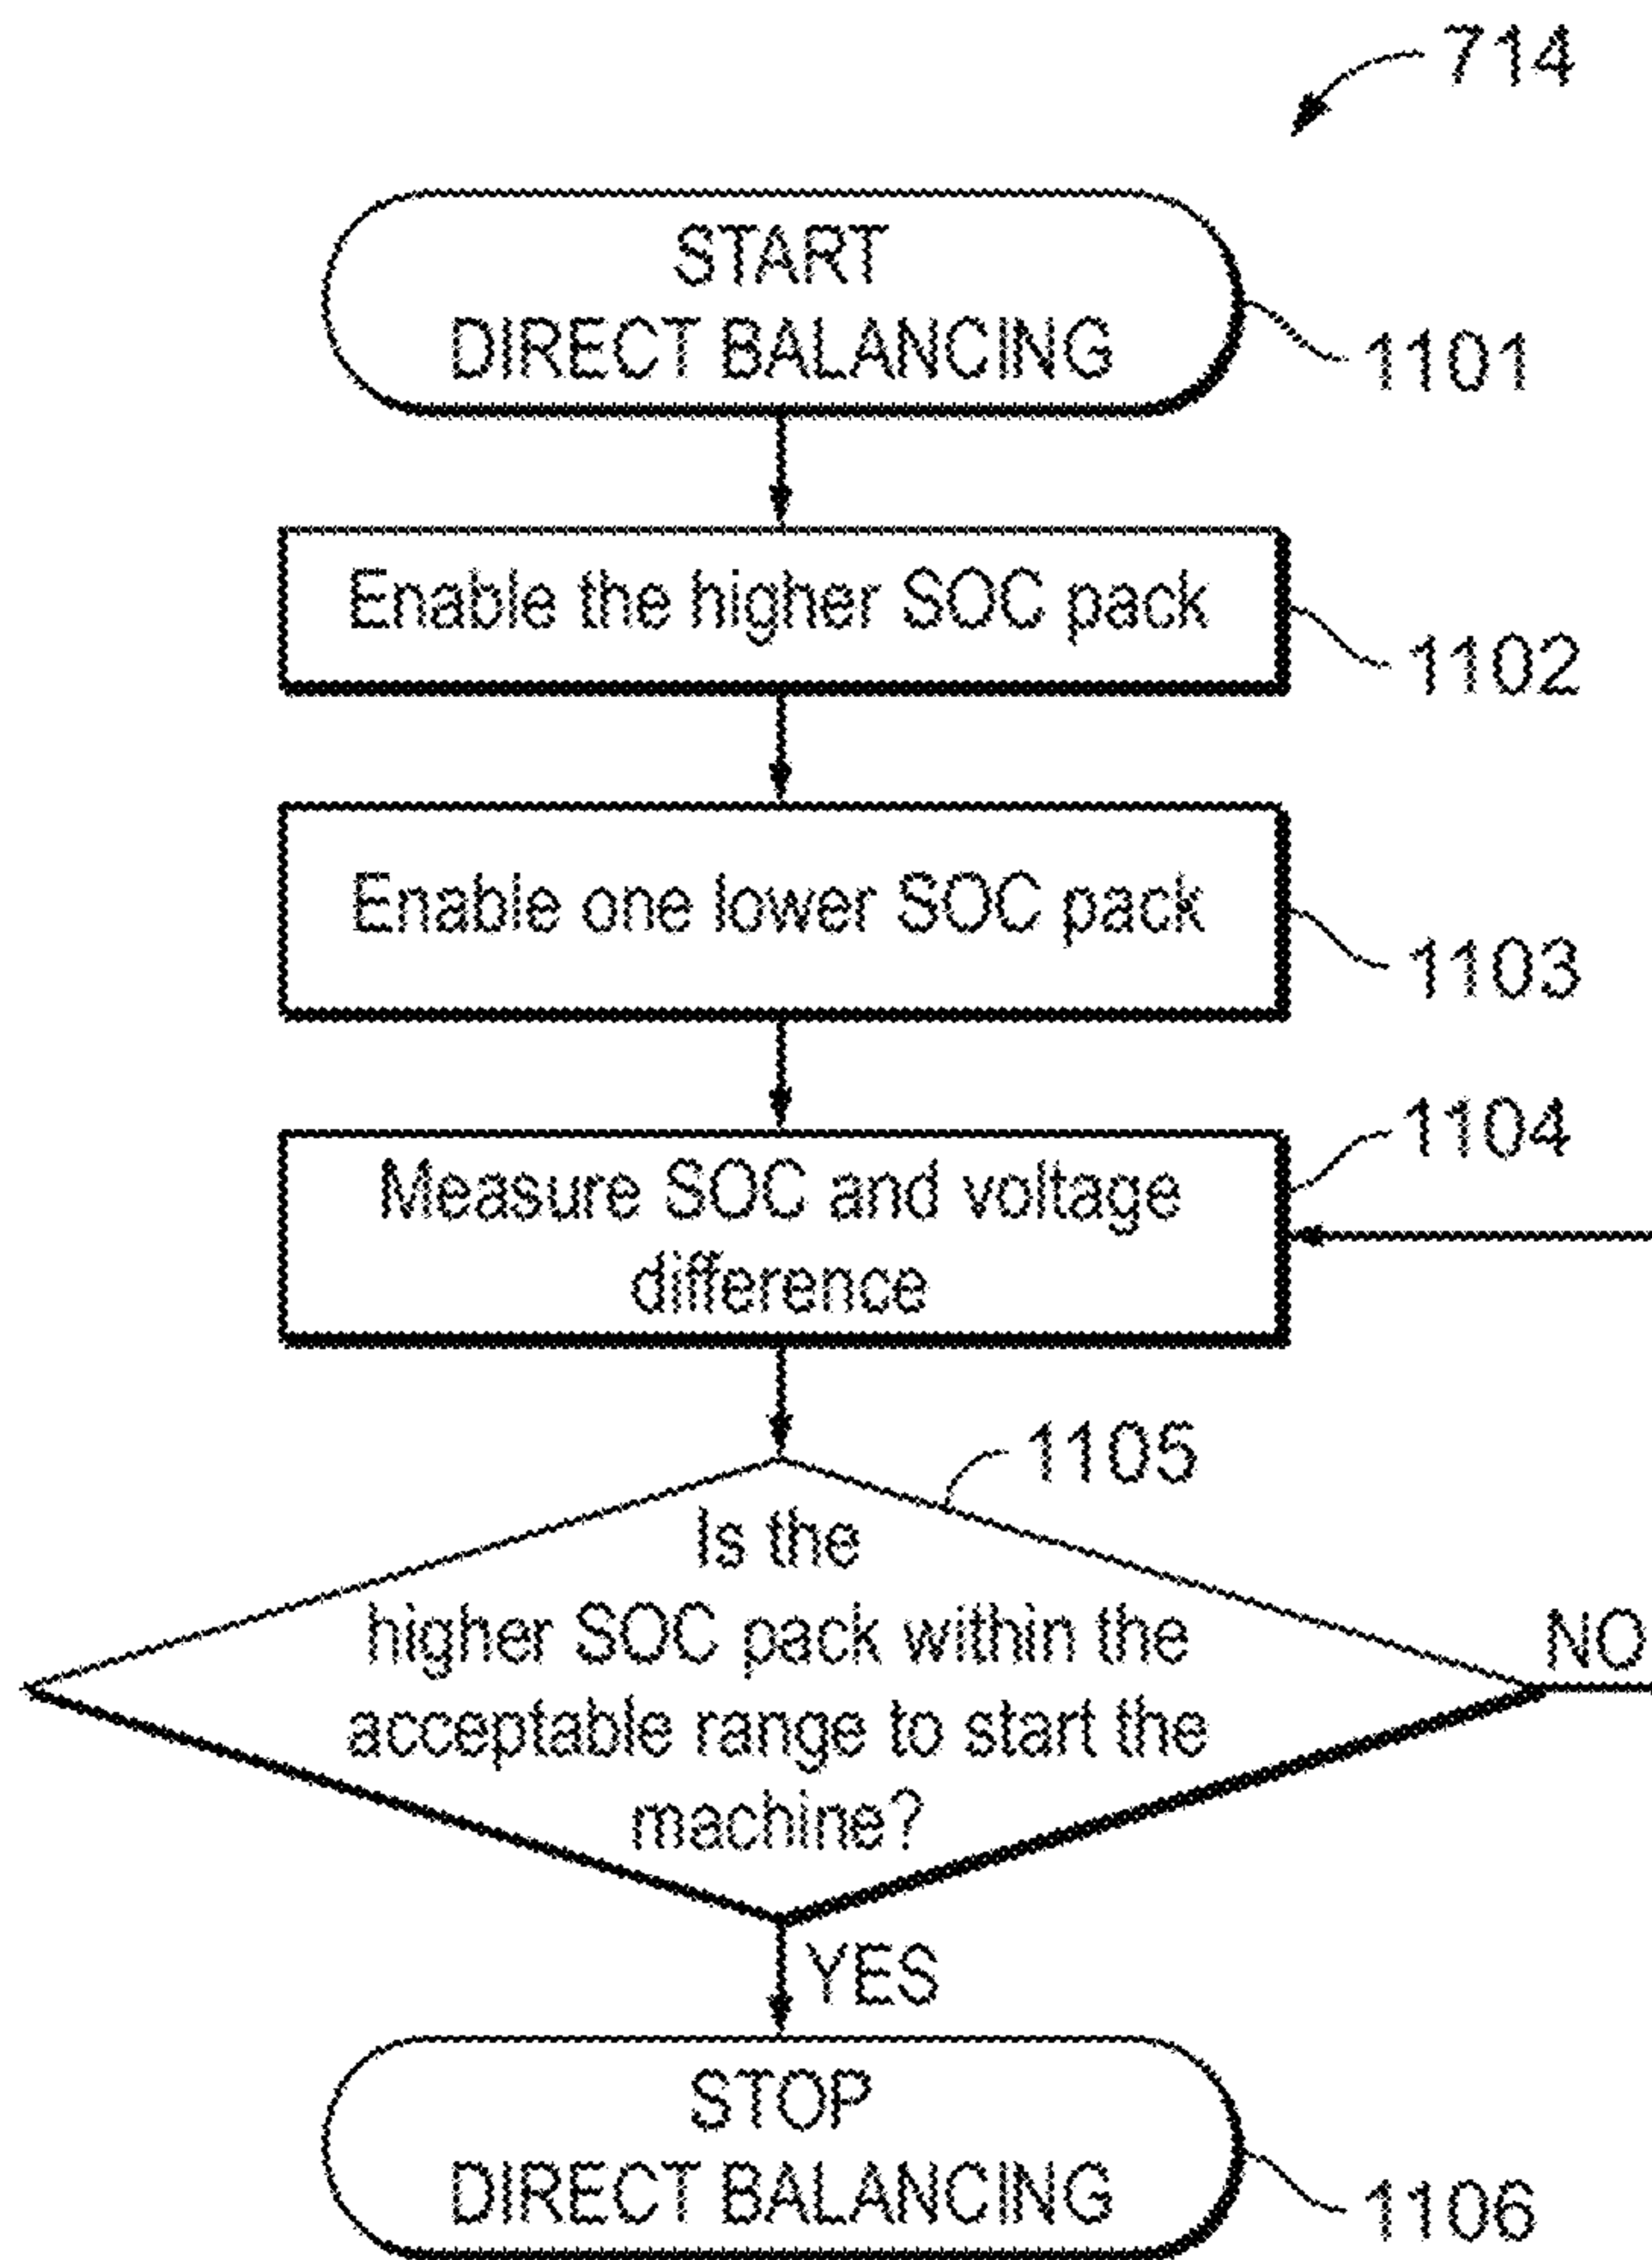 714
START
DIRECT BALANCING
1101
Enable the higher SOC pack
1102
Enable one lower SOC pack
1103
1104
Measure SOC and voltage
difference
1105
Is the
higher SOC pack within the
acceptable range to start the
machine?
NO
YES
STOP
DIRECT BALANCING
1106